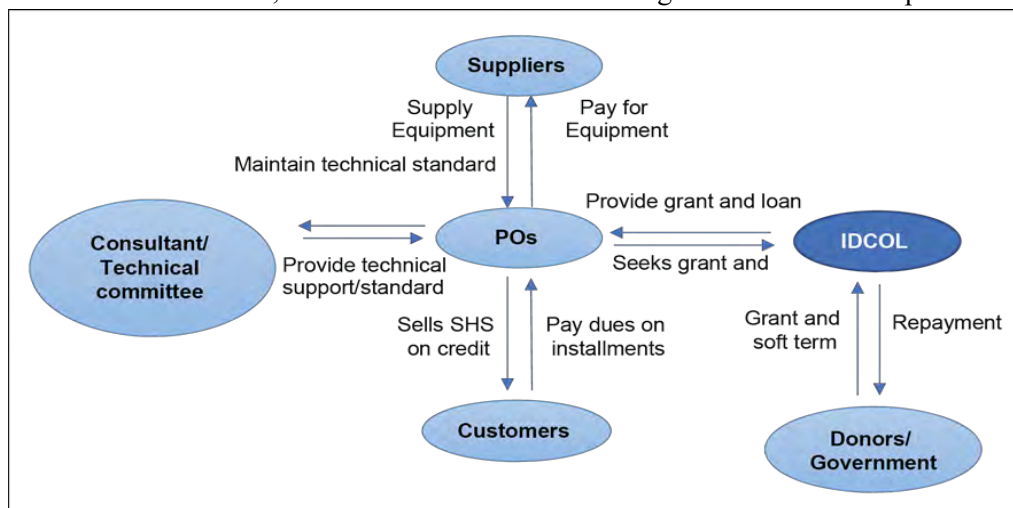 Suppliers
Supply
Equipment
Pay for
Equipment
Maintain technical standard
Provide grant and loan
Consultant/
Technical
committee
POs
IDCOL
Provide technical
support/standard
Seeks grant and
Sells SHS
on credit
Pay dues on
installments
Grant and
soft term
Repayment
Customers
Donors/
Government